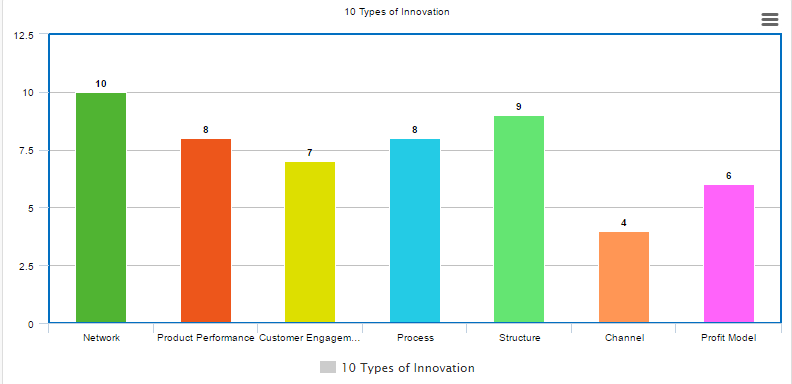 10 Types of Innovation
12.5
10
7.5
5
2.5
0
10
8
7
8
9
4
6
Network
Product Performance
Customer Engagem...
Process
Structure
Channel
Profit Model
10 Types of Innovation